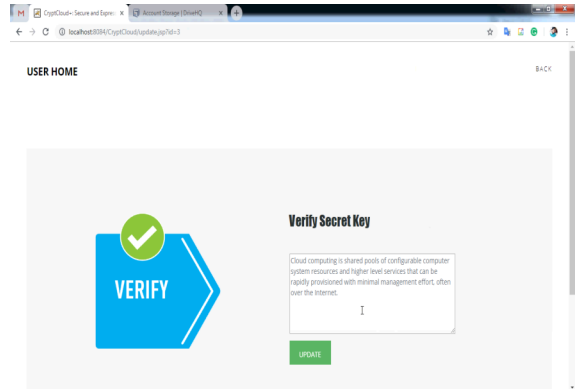 CryptCloud+: Secure and Expres
Account Storage | DriveHQ
localhost:8084/CryptCloud/update.jsp?id=3
USER HOME
BACK
Verify Secret Key
VERIFY
Cloud computing is shared pools of configurable computer
system resources and higher level services that can be
rapidly provisioned with minimal management effort, often
over the Internet.
UPDATE